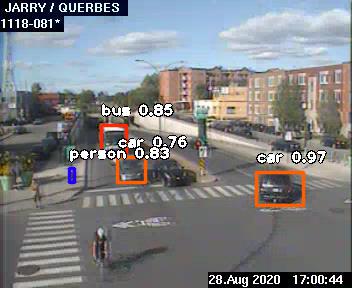 JARRY / QUERBES
1118-081*
bus 0.85
car 0.76
person 0.83
car 0.97
28.Aug 2020 17:00:44